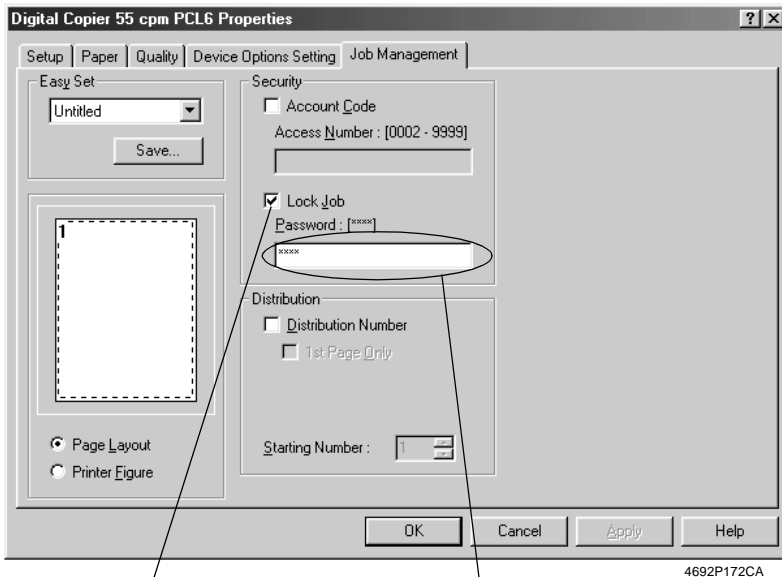 Digital Copier 55 cpm PCL6 Properties
Setup
Paper
Quality
Device Options Setting
Job Management
Easy Set
Untitled
Save...
1
Page Layout
Printer Figure
Security
Account Code
Access Number : [0002 - 9999]
Lock Job
Password : [****]
****
Distribution
Distribution Number
1st Page Only
Starting Number :
1
OK
Cancel
Apply
Help
4692P172CA